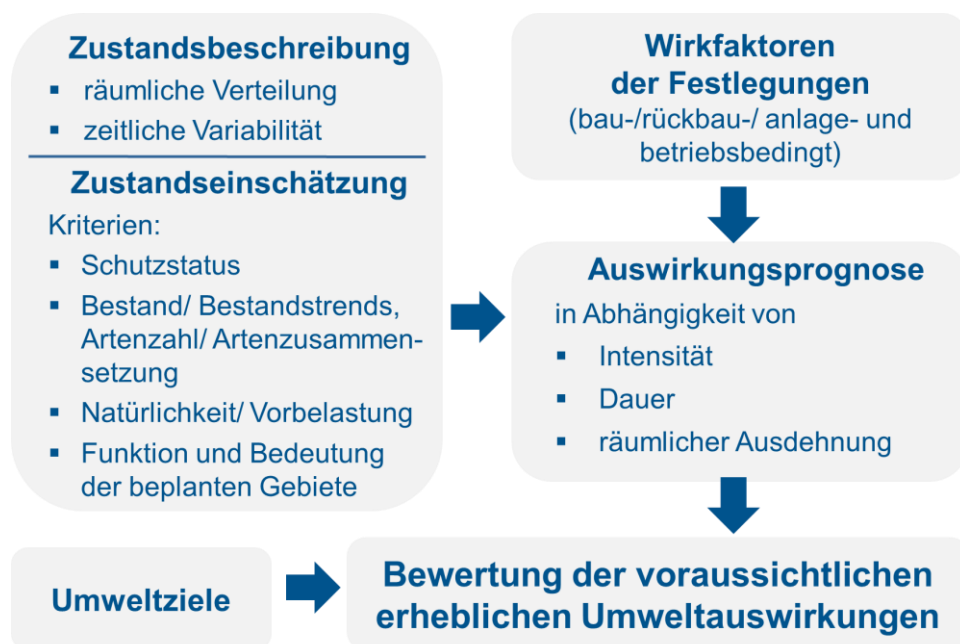 Zustandsbeschreibung
▪ räumliche Verteilung
▪ zeitliche Variabilität
Zustandseinschätzung
Kriterien:
▪ Schutzstatus
▪ Bestand/ Bestandstrends,
Artenzahl/ Artenzusammen-
setzung
▪ Natürlichkeit/ Vorbelastung
▪ Funktion und Bedeutung
der beplanten Gebiete
Wirkfaktoren
der Festlegungen
(bau-/rückbau-/ anlage- und
betriebsbedingt)
Auswirkungsprognose
in Abhängigkeit von
▪ Intensität
▪ Dauer
▪ räumlicher Ausdehnung
Umweltziele
Bewertung der voraussichtlichen
erheblichen Umweltauswirkungen